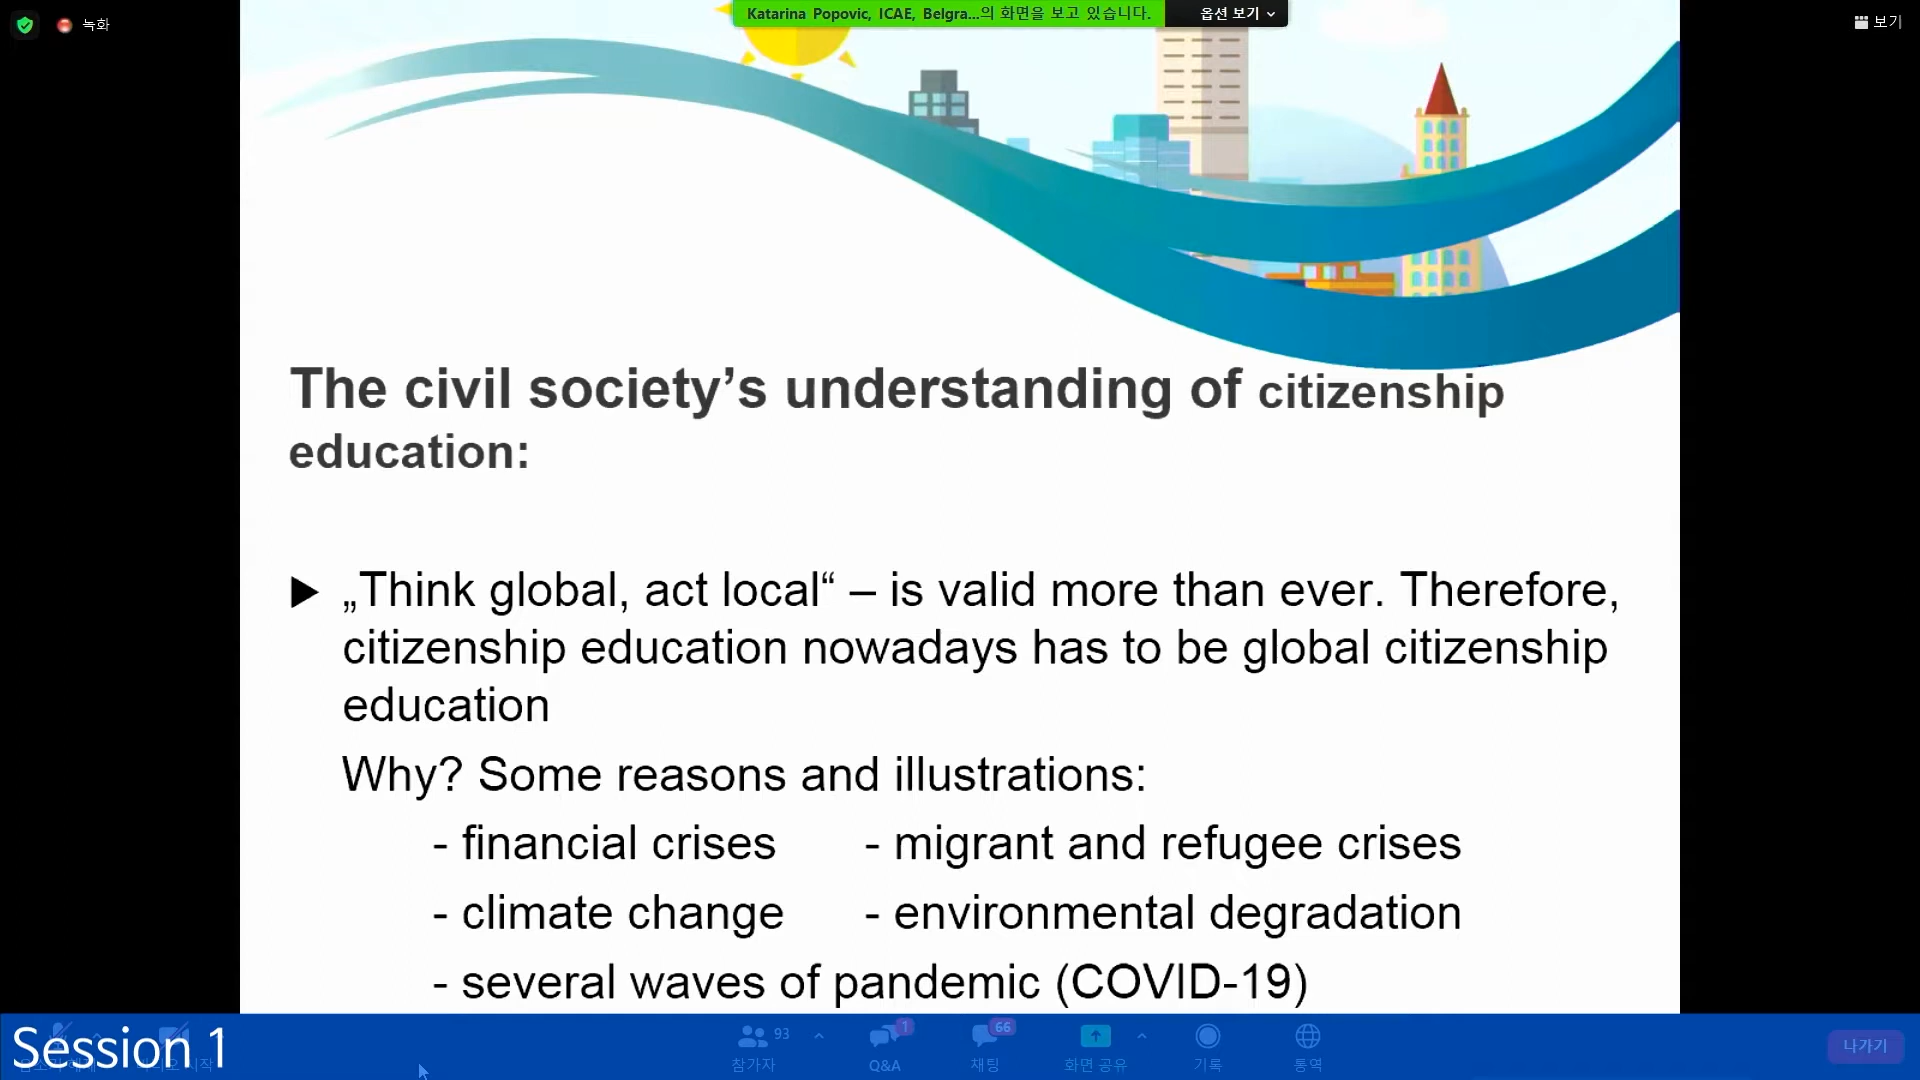 녹화
Katarina Popovic, ICAE, Belgra...의 화면을 보고 있습니다.
옵션 보기
보기
The civil society’s understanding of citizenship
education:
▶ „Think global, act local“ – is valid more than ever. Therefore,
citizenship education nowadays has to be global citizenship
education
Why? Some reasons and illustrations:
- financial crises - migrant and refugee crises
- climate change - environmental degradation
- several waves of pandemic (COVID-19)
Session 1
93
1
66
참가자
Q&A
채팅
화면 공유
기록
통역
나가기